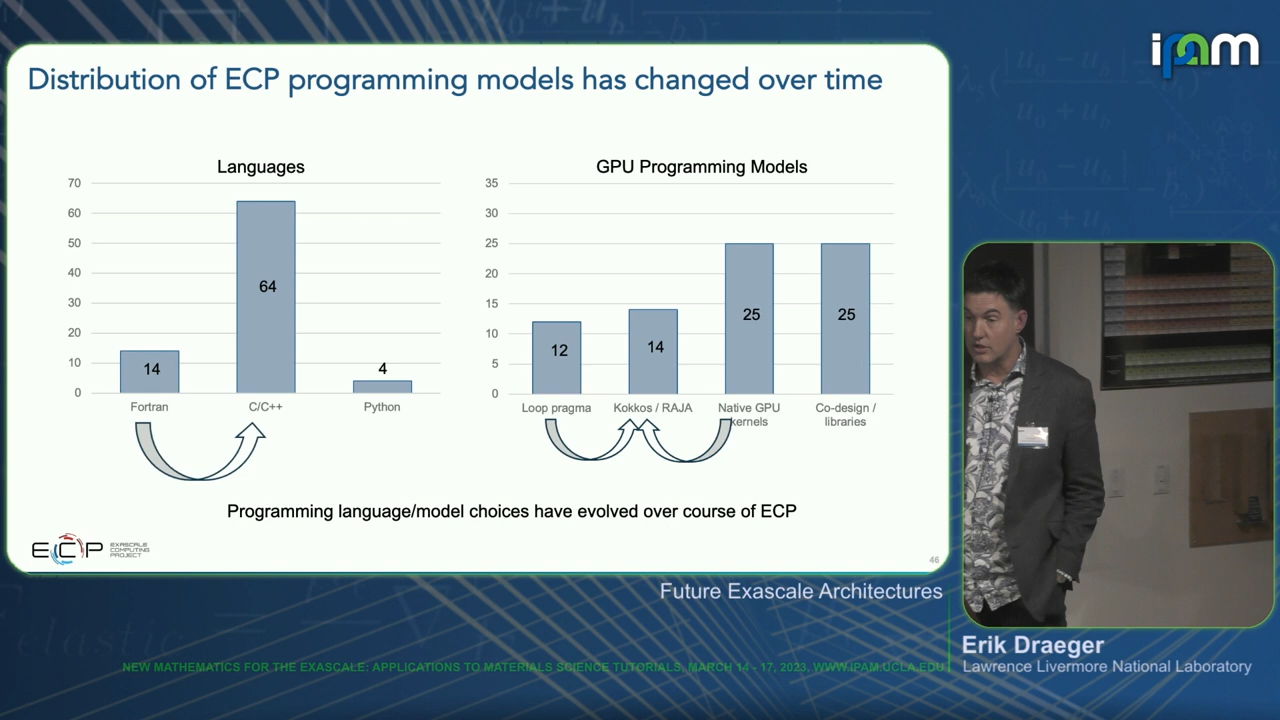 ipam
Distribution of ECP programming models has changed over time
Languages
70
60
50
40
30
20
10
0
14
64
4
Fortran
C/C++
Python
GPU Programming Models
35
30
25
20
15
10
5
0
12
14
25
25
Loop pragma
Kokkos / RAJA
Native GPU
kernels
Co-design /
libraries
Programming language/model choices have evolved over course of ECP
ECP
EXASCALE
COMPUTING
PROJECT
46
Future Exascale Architectures
Erik Draeger
Lawrence Livermore National Laboratory
NEW MATHEMATICS FOR THE EXASCALE: APPLICATIONS TO MATERIALS SCIENCE TUTORIALS, MARCH 14 - 17, 2023, WWW.IPAM.UCLA.EDU
elastic